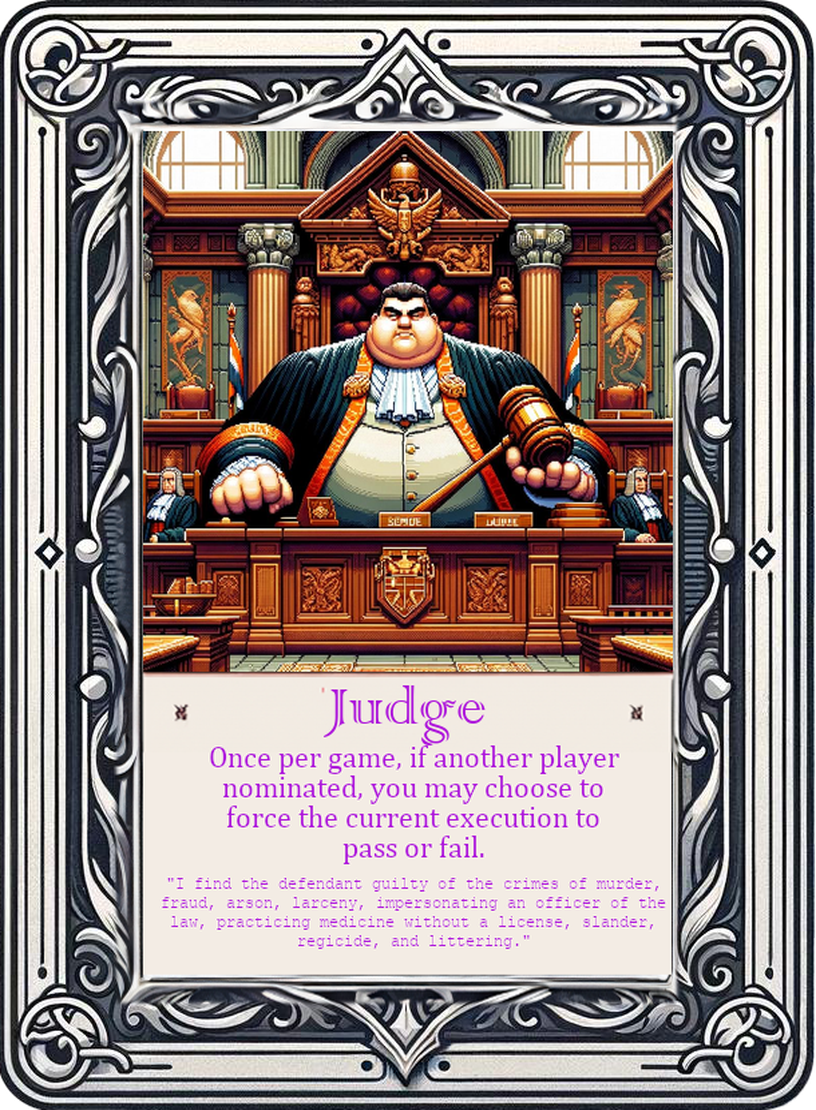 Judge
Once per game, if another player
nominated, you may choose to
force the current execution to
pass or fail.
"I find the defendant guilty of the crimes of murder,
fraud, arson, larceny, impersonating an officer of the
law, practicing medicine without a license, slander,
regicide, and littering."